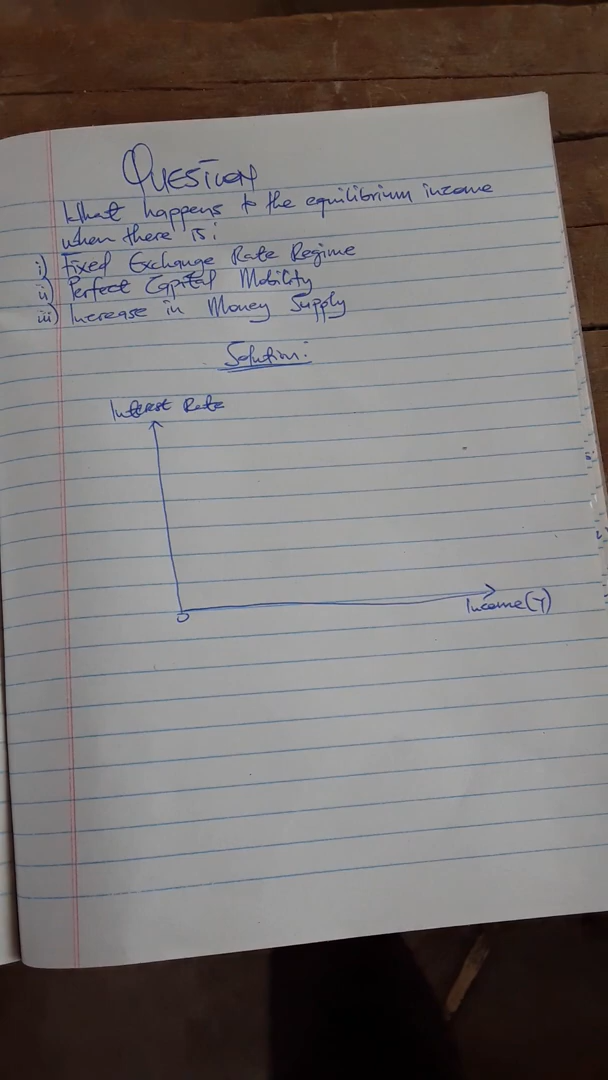 QUESTION
What happens to the equilibrium income
when there is:
i) Fixed Exchange Rate Regime
ii) Perfect Capital Mobility
iii) Increase in Money Supply
Solution:
Interest Rate
0
Income (Y)